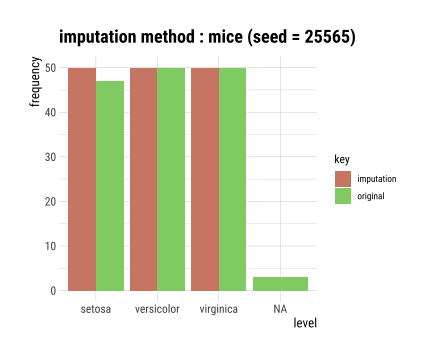 imputation method : mice (seed = 25565)
frequency
50
40
30
20
10
0
setosa versicolor virginica NA
level
key
imputation
original